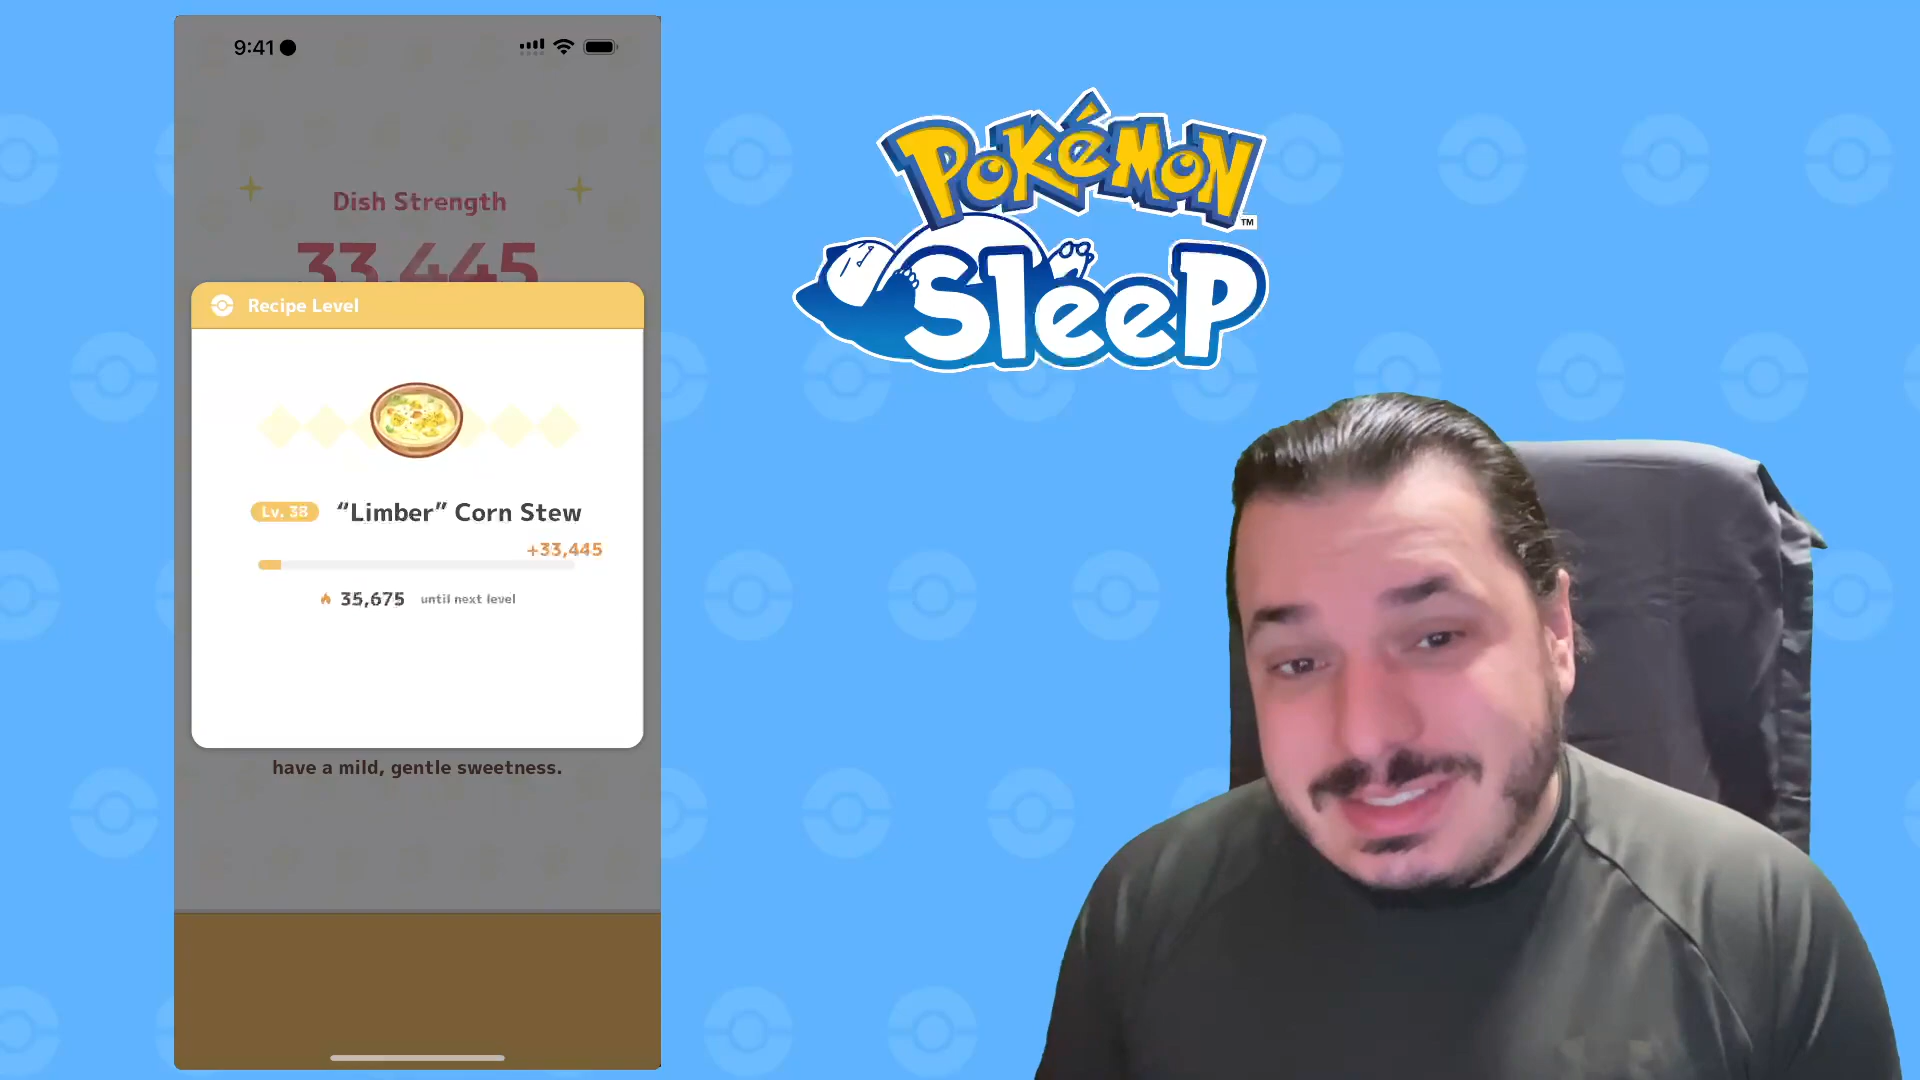 9:41
Dish Strength
33,445
Recipe Level
Lv. 38 “Limber” Corn Stew
+33,445
35,675 until next level
have a mild, gentle sweetness.
POKéMON
TM
Sleep